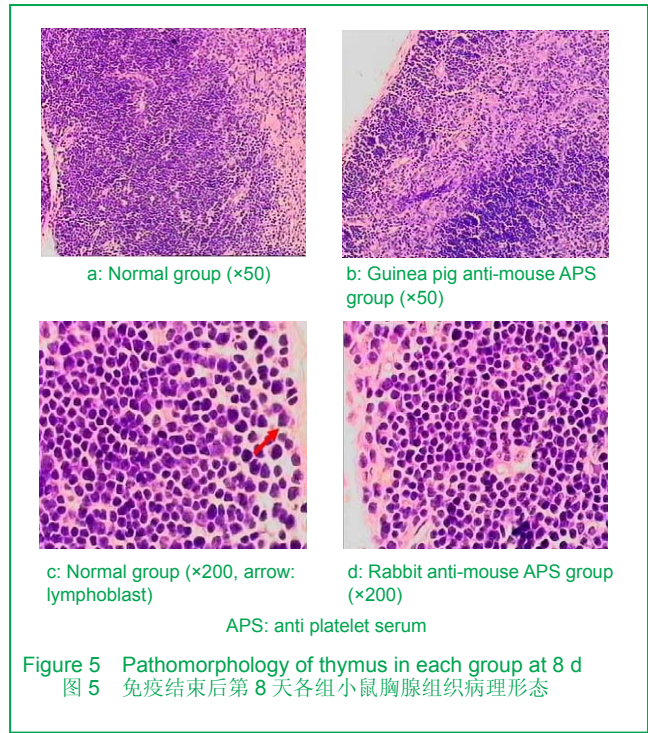 a: Normal group (×50)
b: Guinea pig anti-mouse APS
group (×50)
c: Normal group (×200, arrow:
lymphoblast)
d: Rabbit anti-mouse APS group
(×200)
APS: anti platelet serum
Figure 5 Pathomorphology of thymus in each group at 8 d
图 5 免疫结束后第 8 天各组小鼠胸腺组织病理形态